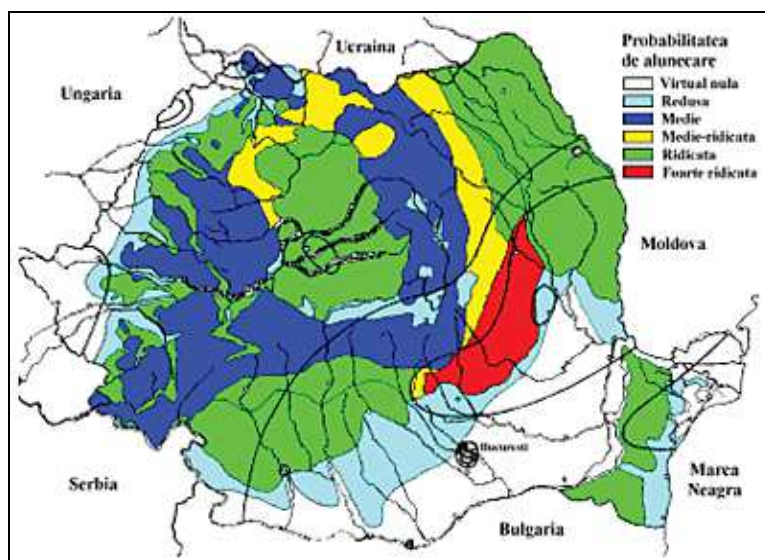 Ucraina
Ungaria
Probabilitatea
de alunecare
Virtual nula
Redusa
Medie
Medie-ridicata
Ridicata
Foarte ridicata
Moldova
Bucuresti
Serbia
Marea
Neagra
Bulgaria